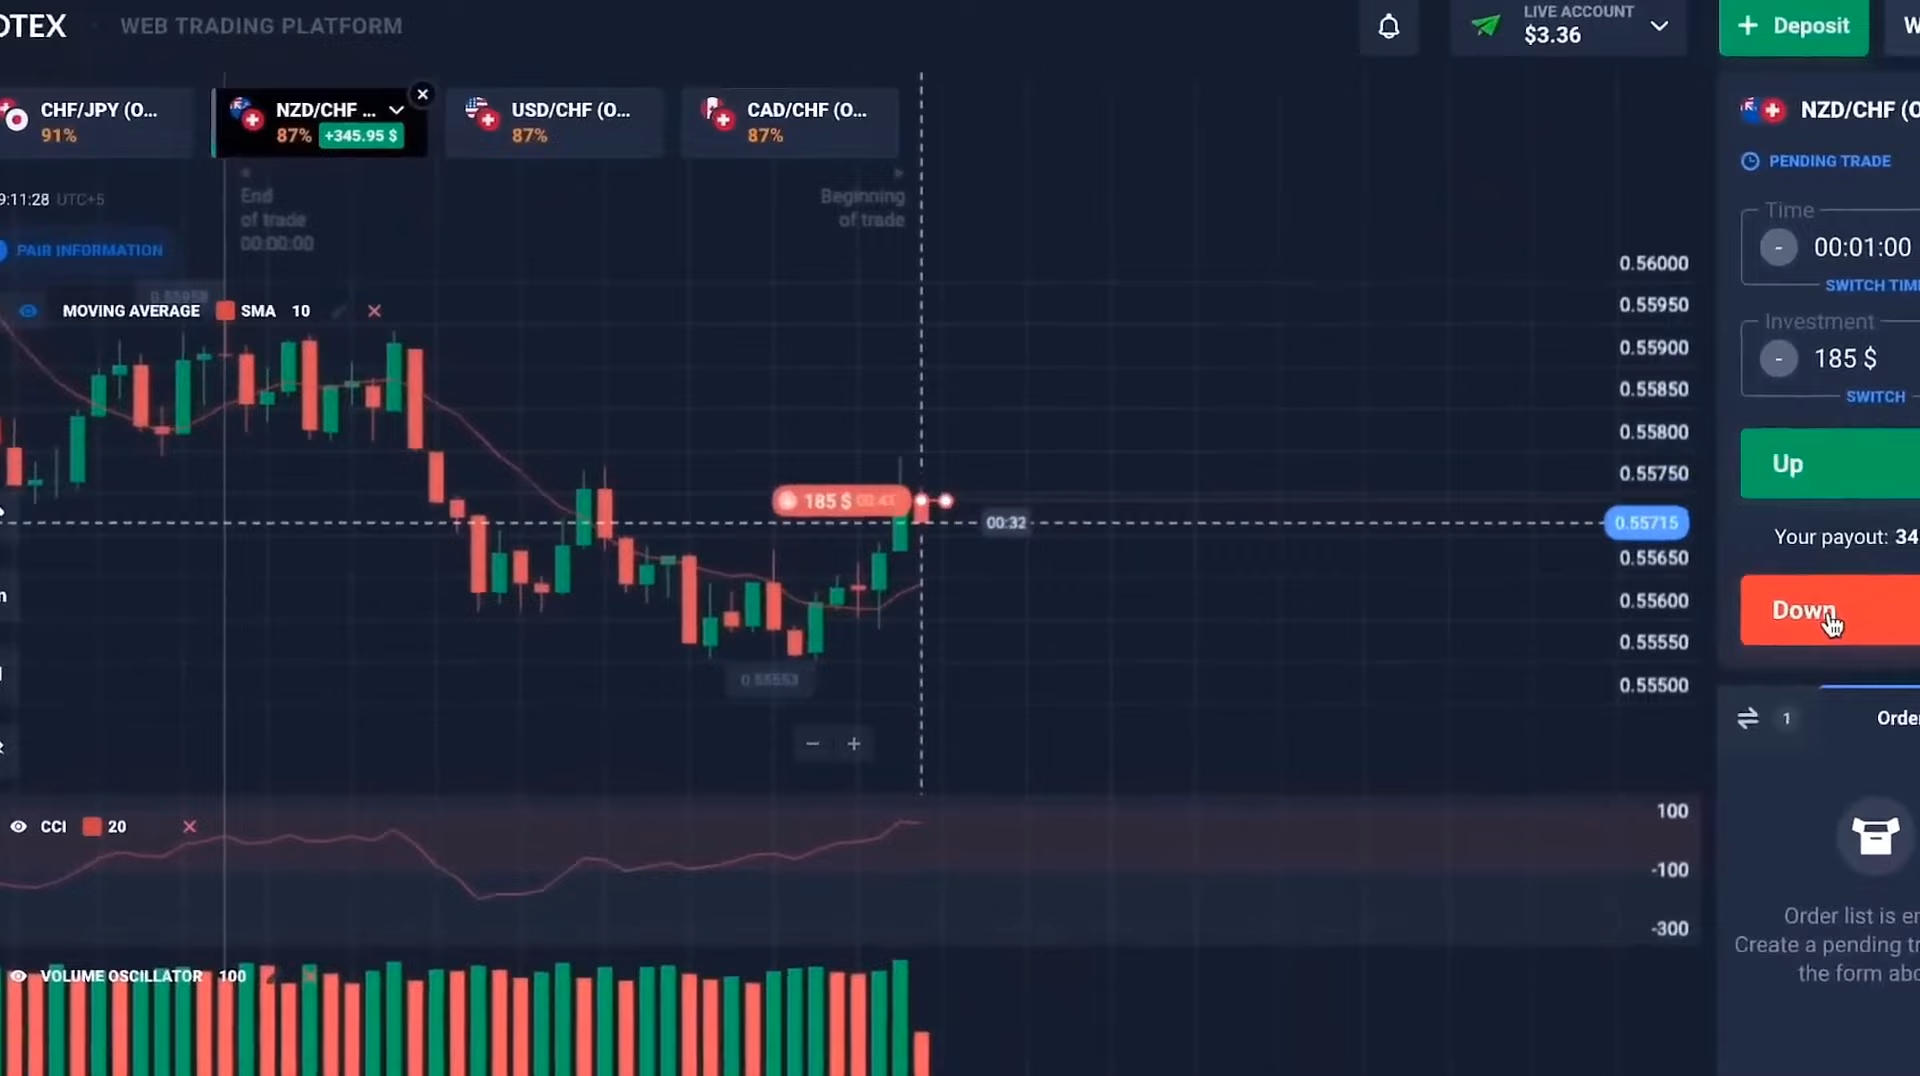 OTEX WEB TRADING PLATFORM
LIVE ACCOUNT
$3.36
+ Deposit W
CHF/JPY (O...
91%
NZD/CHF ...
87% +345.95 $
USD/CHF (O...
87%
CAD/CHF (O...
87%
NZD/CHF (O
PENDING TRADE
9:11:28 UTC+5
End
of trade
00:00:00
Beginning
of trade
PAIR INFORMATION
MOVING AVERAGE SMA 10
Time
- 00:01:00
SWITCH TIM
Investment
- 185 $
SWITCH
Up
Your payout: 34
Down
0.56000
0.55950
0.55900
0.55850
0.55800
0.55750
0.55715
0.55650
0.55600
0.55550
0.55500
185 $
00:32
0.55553
− +
1 Orde
CCI 20
100
-100
-300
Order list is e
Create a pending tr
the form abo
VOLUME OSCILLATOR 100